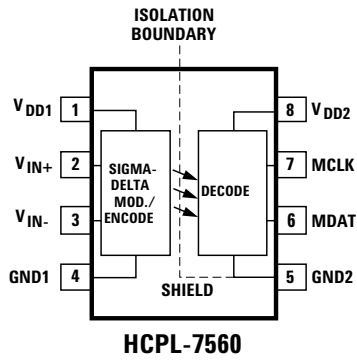 ISOLATION
BOUNDARY
VDD1 1
8 VDD2
VIN+ 2
7 MCLK
SIGMA-
DELTA
MOD./
ENCODE
DECODE
VIN- 3
6 MDAT
GND1 4
5 GND2
SHIELD
HCPL-7560